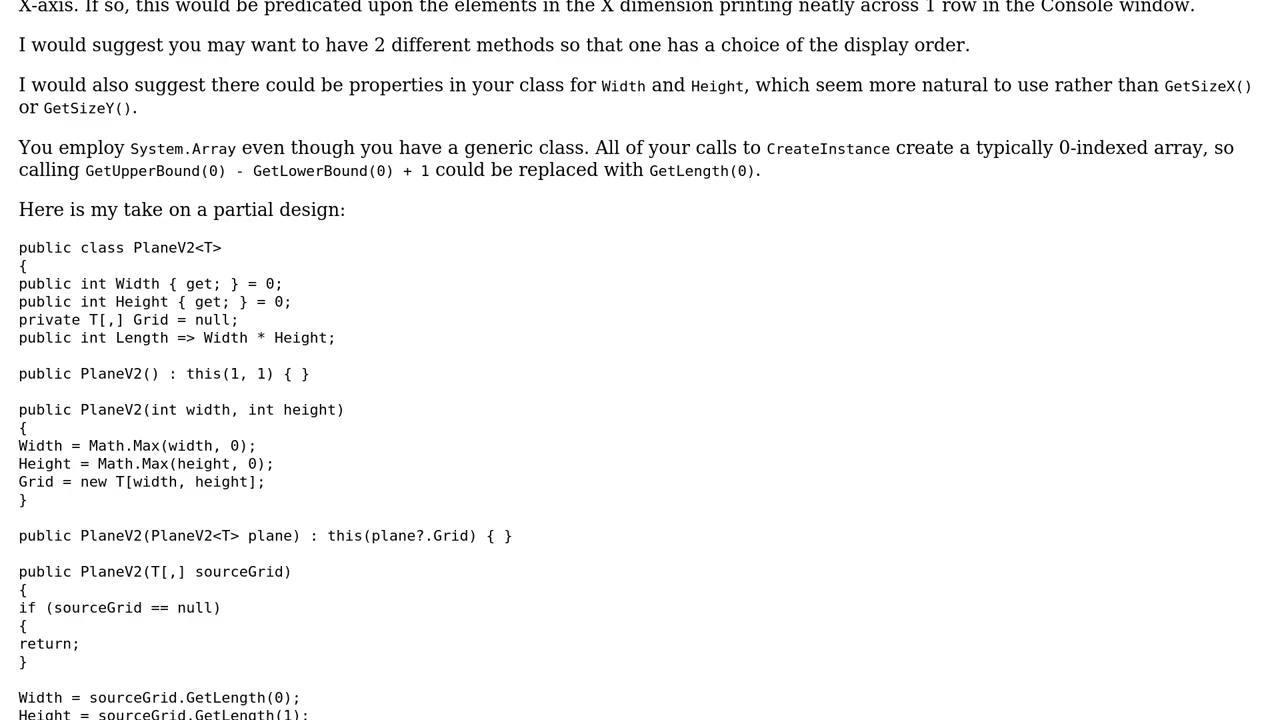 X-axis. If so, this would be predicated upon the elements in the X dimension printing neatly across 1 row in the Console window.
I would suggest you may want to have 2 different methods so that one has a choice of the display order.
I would also suggest there could be properties in your class for Width and Height, which seem more natural to use rather than GetSizeX()
or GetSizeY().
You employ System.Array even though you have a generic class. All of your calls to CreateInstance create a typically 0-indexed array, so
calling GetUpperBound(0) - GetLowerBound(0) + 1 could be replaced with GetLength(0).
Here is my take on a partial design:
public class PlaneV2<T>
{
public int Width { get; } = 0;
public int Height { get; } = 0;
private T[,] Grid = null;
public int Length => Width * Height;
public PlaneV2() : this(1, 1) { }
public PlaneV2(int width, int height)
{
Width = Math.Max(width, 0);
Height = Math.Max(height, 0);
Grid = new T[width, height];
}
public PlaneV2(PlaneV2<T> plane) : this(plane?.Grid) { }
public PlaneV2(T[,] sourceGrid)
{
if (sourceGrid == null)
{
return;
}
Width = sourceGrid.GetLength(0);
Height = sourceGrid.GetLength(1);